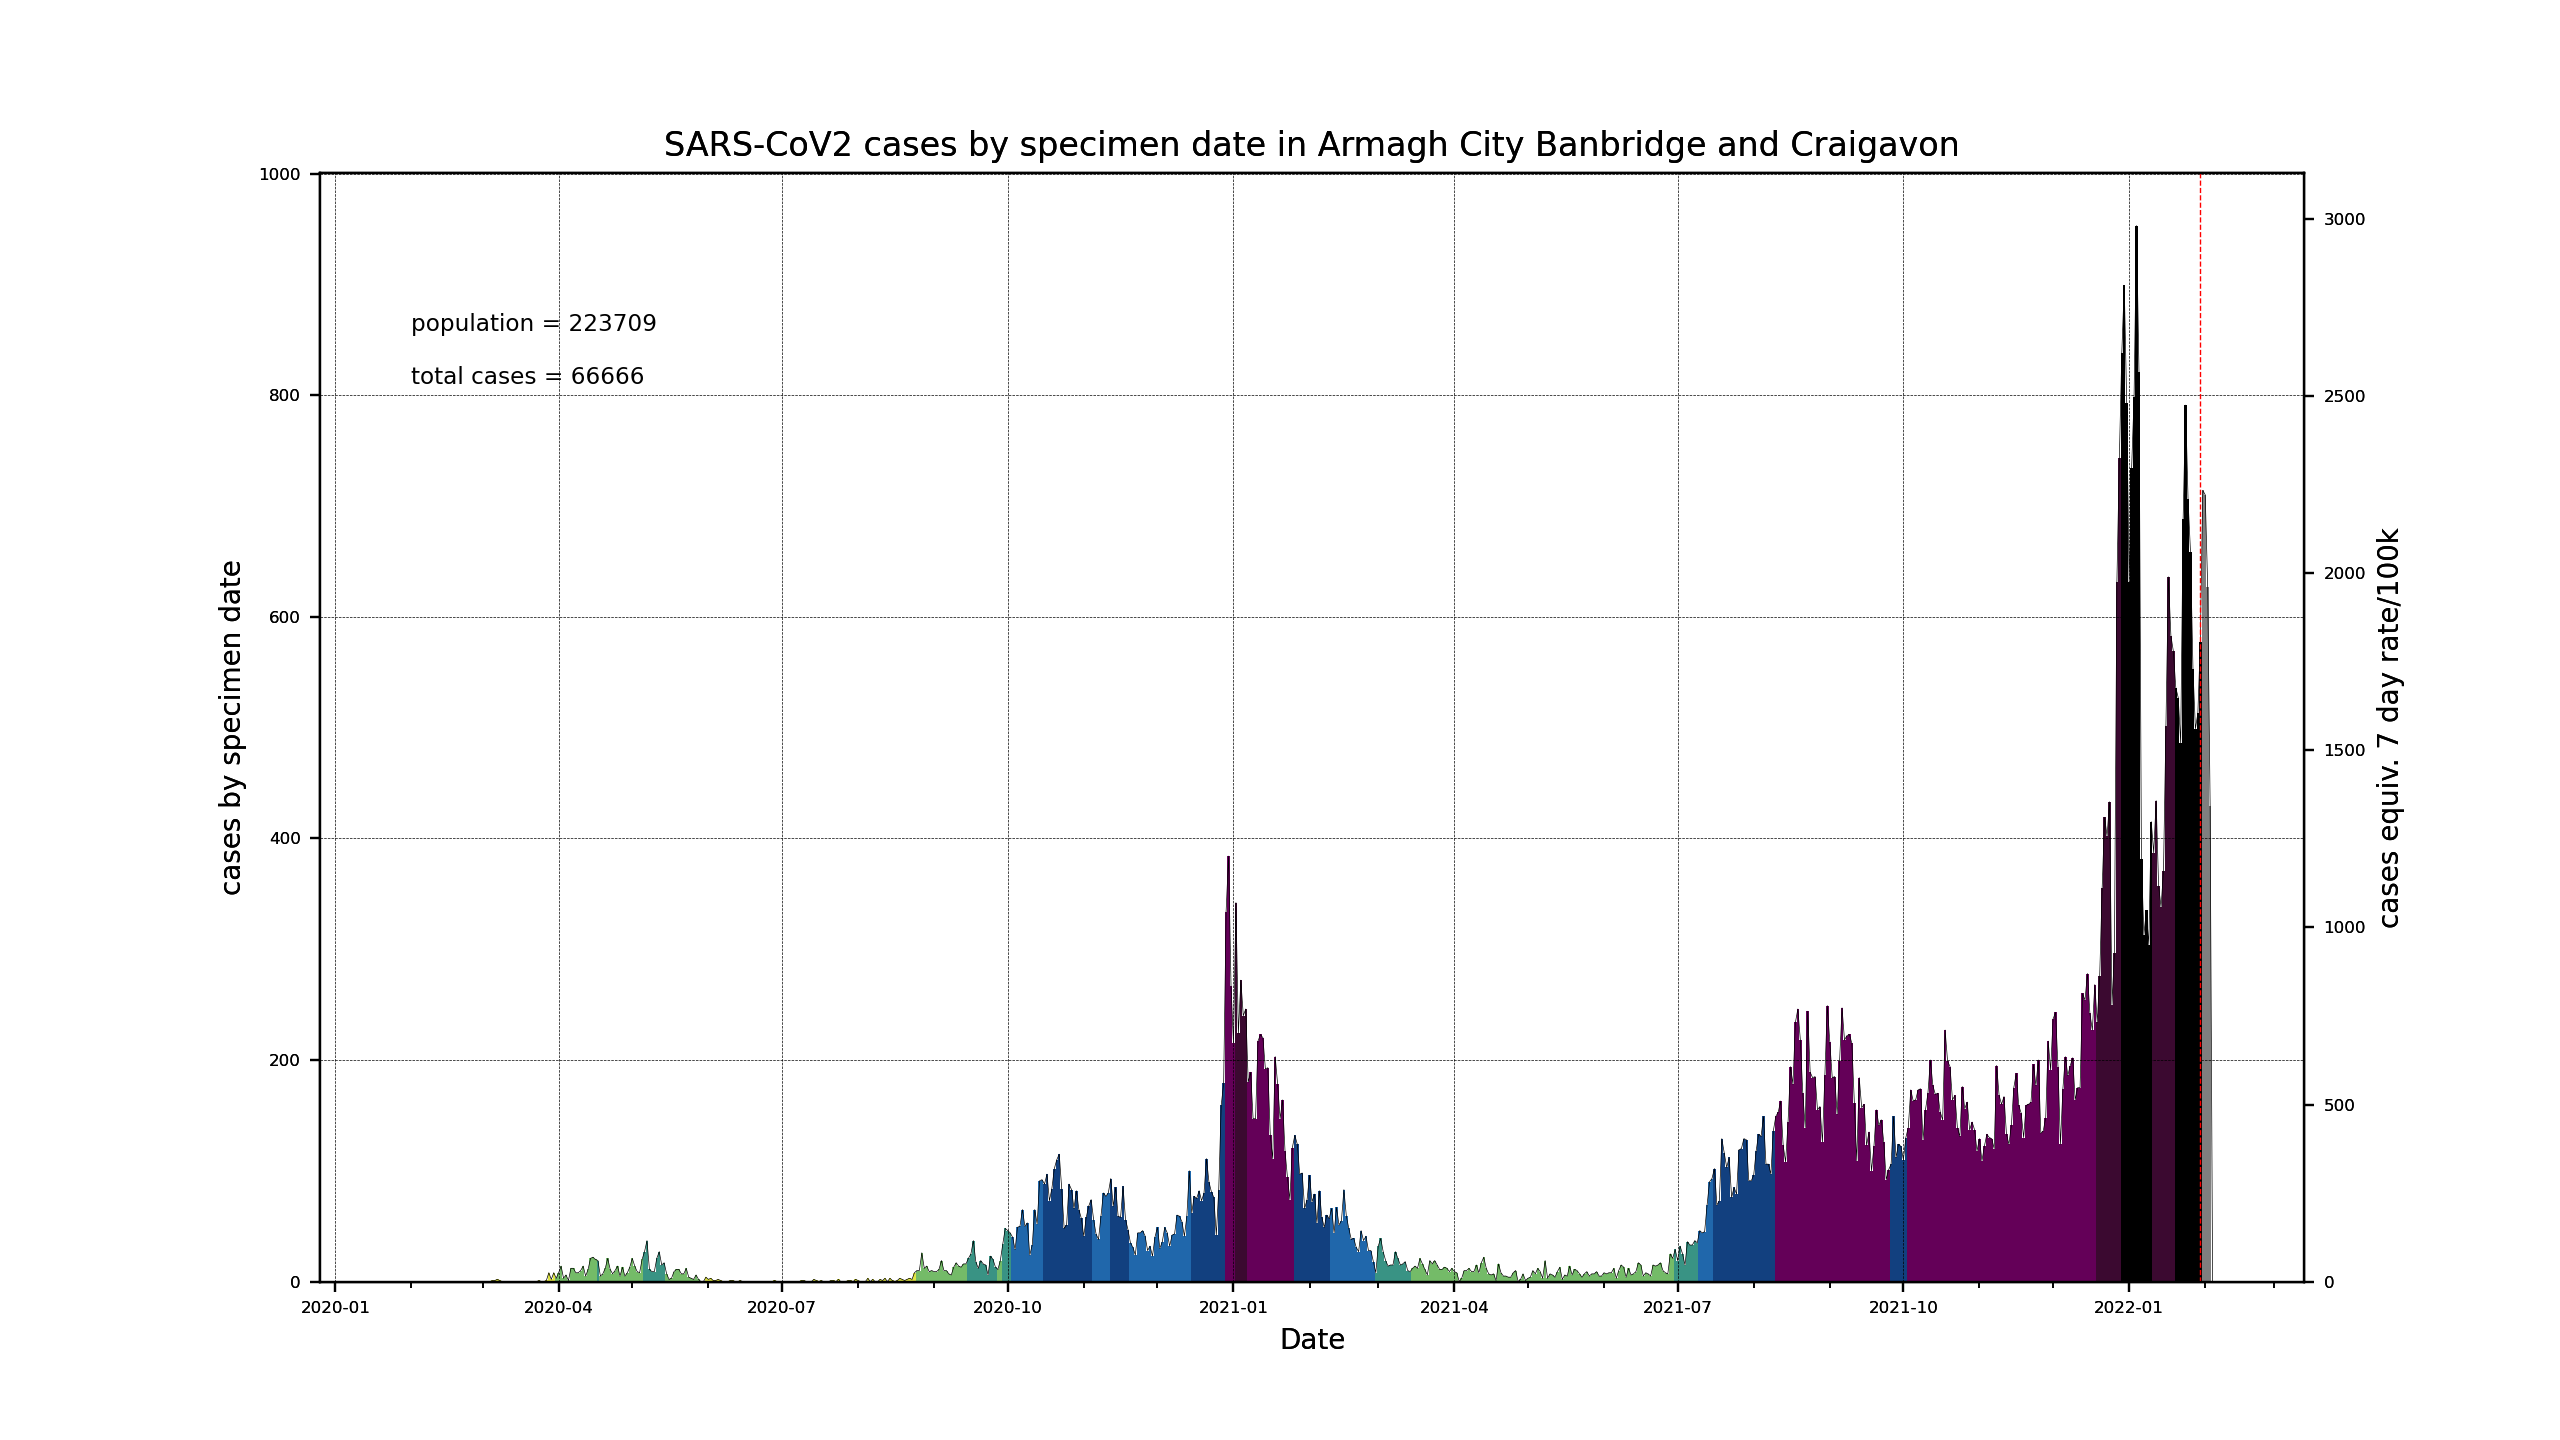 SARS-CoV2 cases by specimen date in Armagh City Banbridge and Craigavon
population = 223709
total cases = 66666
cases by specimen date
1000
800
600
400
200
0
cases equiv. 7 day rate/100k
3000
2500
2000
1500
1000
500
0
2020-01 2020-04 2020-07 2020-10 2021-01 2021-04 2021-07 2021-10 2022-01
Date